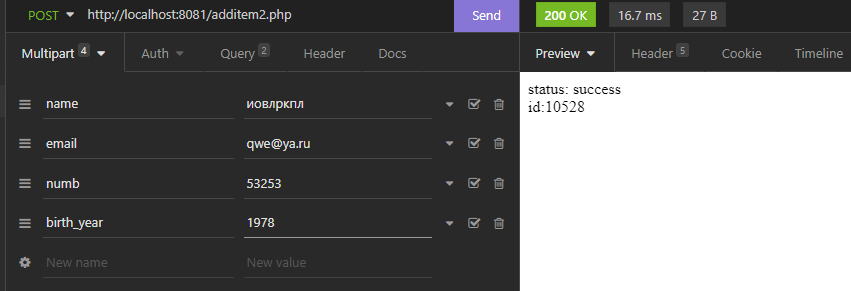 POST http://localhost:8081/additem2.php Send 200 OK 16.7 ms 27 B
Multipart 4 Auth Query 2 Header Docs Preview Header 5 Cookie Timeline
status: success
id:10528
name иовлркпл
email qwe@ya.ru
numb 53253
birth_year 1978
New name New value